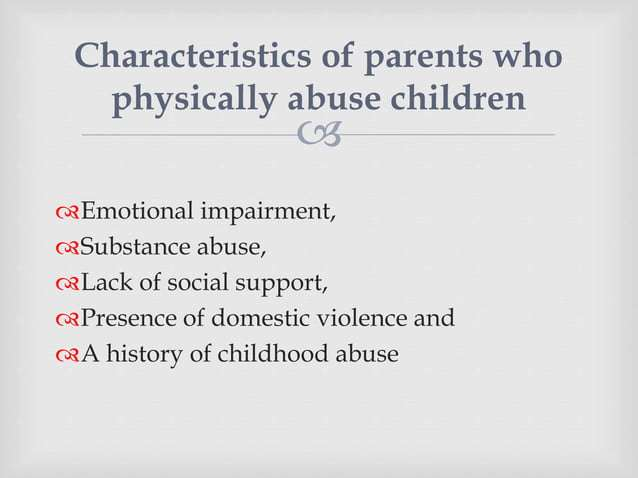 Characteristics of parents who
physically abuse children
Emotional impairment,
Substance abuse,
Lack of social support,
Presence of domestic violence and
A history of childhood abuse